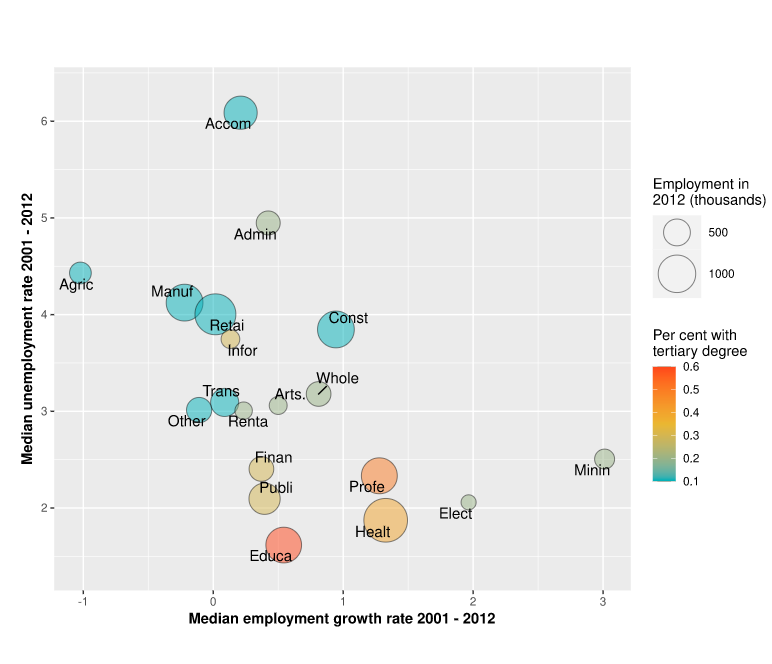 6
5
4
3
2
-1
0
1
2
3
Median unemployment rate 2001 - 2012
Median employment growth rate 2001 - 2012
Accom
Admin
Agric
Manuf
Retai
Const
Infor
Whole
Trans
Arts.
Other
Renta
Finan
Publi
Profe
Minin
Elect
Healt
Educa
Employment in
2012 (thousands)
500
1000
Per cent with
tertiary degree
0.6
0.5
0.4
0.3
0.2
0.1